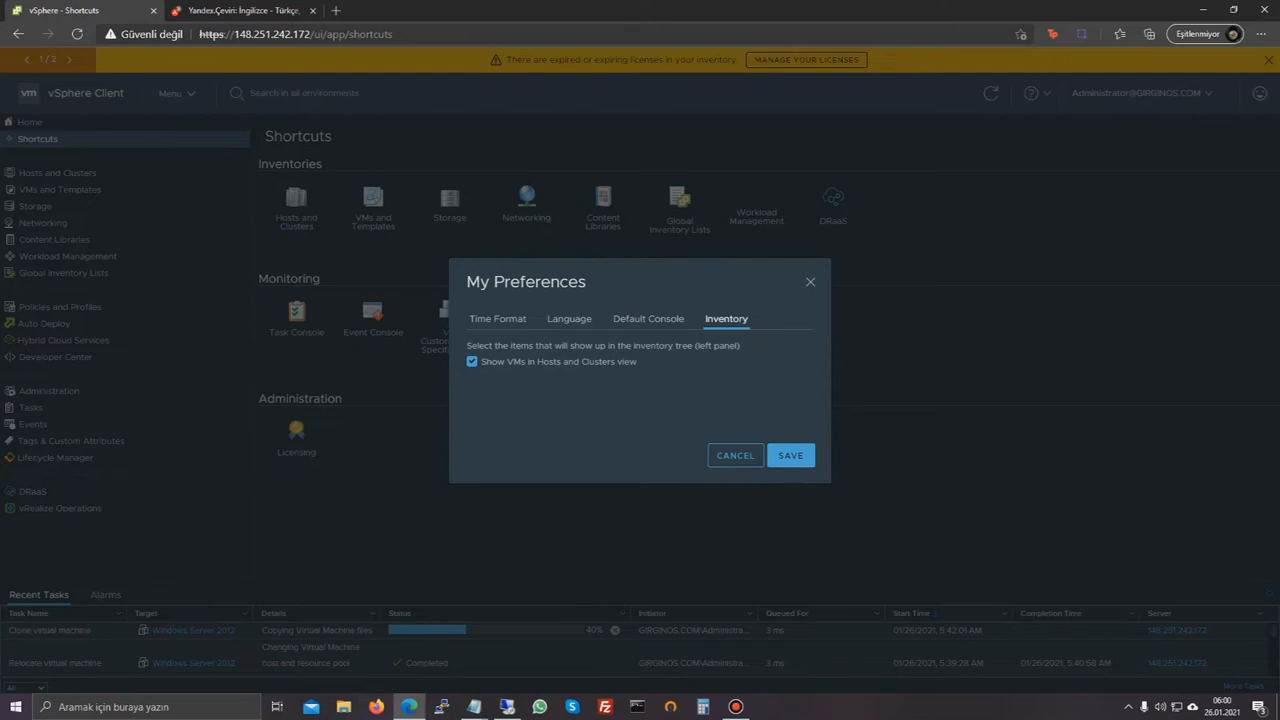 vSphere - Shortcuts
Yandex.Çeviri: İngilizce - Türkçe,
Güvenli değil
https://148.251.242.172/ui/app/shortcuts
Eşitlenmiyor
1/2
There are expired or expiring licenses in your inventory.
MANAGE YOUR LICENSES
vm
vSphere Client
Menu
Search in all environments
Administrator@GIRGINOS.COM
Home
Shortcuts
Hosts and Clusters
VMs and Templates
Storage
Networking
Content Libraries
Workload Management
Global Inventory Lists
Policies and Profiles
Auto Deploy
Hybrid Cloud Services
Developer Center
Administration
Tasks
Events
Tags & Custom Attributes
Lifecycle Manager
DRaaS
vRealize Operations
Shortcuts
Inventories
Hosts and
Clusters
VMs and
Templates
Storage
Networking
Content
Libraries
Global
Inventory Lists
Workload
Management
DRaaS
Monitoring
Task Console
Event Console
Administration
Licensing
My Preferences
Time Format
Language
Default Console
Inventory
Select the items that will show up in the inventory tree (left panel)
Show VMs in Hosts and Clusters view
CANCEL
SAVE
Recent Tasks
Alarms
Task Name
Target
Details
Status
Initiator
Queued For
Start Time
Completion Time
Server
Clone virtual machine
Windows Server 2012
Copying Virtual Machine files
40%
GIRGINOS.COM\Administra...
3 ms
01/26/2021, 5:42:01 AM
148.251.242.172
Relocate virtual machine
Windows Server 2012
Changing Virtual Machine
host and resource pool
Completed
GIRGINOS.COM\Administra...
3 ms
01/26/2021, 5:39:28 AM
01/26/2021, 5:40:58 AM
148.251.242.172
All
More Tasks
Aramak için buraya yazın
06:00
26.01.2021